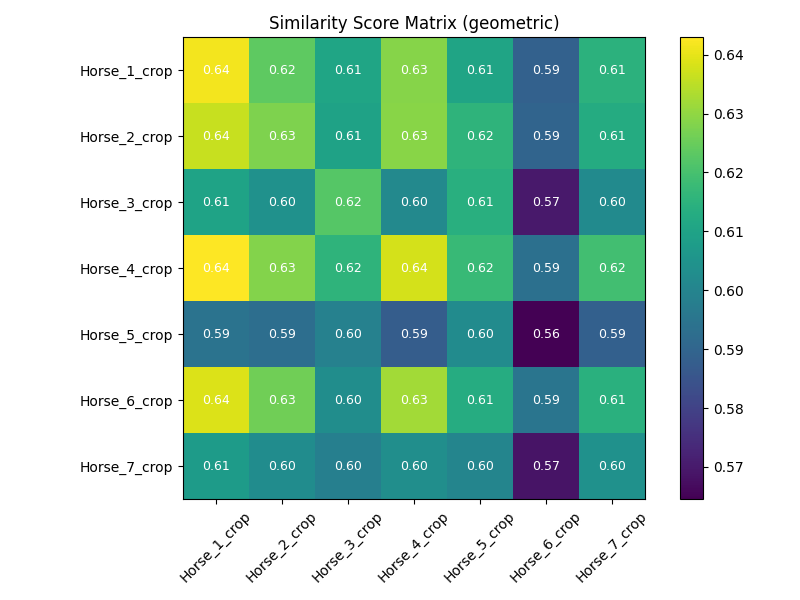 Similarity Score Matrix (geometric)
Horse_1_crop 0.64 0.62 0.61 0.63 0.61 0.59 0.61
Horse_2_crop 0.64 0.63 0.61 0.63 0.62 0.59 0.61
Horse_3_crop 0.61 0.60 0.62 0.60 0.61 0.57 0.60
Horse_4_crop 0.64 0.63 0.62 0.64 0.62 0.59 0.62
Horse_5_crop 0.59 0.59 0.60 0.59 0.60 0.56 0.59
Horse_6_crop 0.64 0.63 0.60 0.63 0.61 0.59 0.61
Horse_7_crop 0.61 0.60 0.60 0.60 0.60 0.57 0.60
Horse_1_crop Horse_2_crop Horse_3_crop Horse_4_crop Horse_5_crop Horse_6_crop Horse_7_crop
0.64
0.63
0.62
0.61
0.60
0.59
0.58
0.57